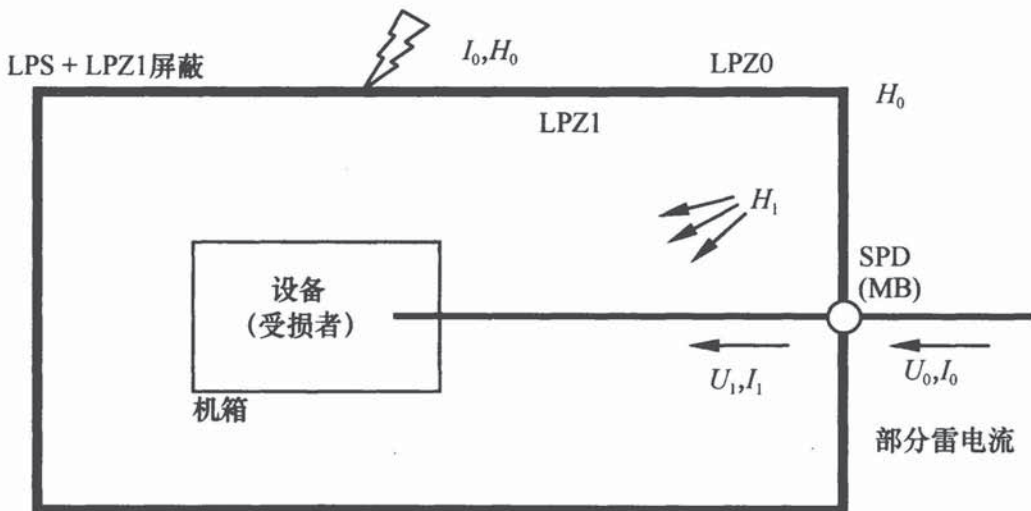 I₀,H₀
LPZ0
LPS + LPZ1屏蔽
H₀
LPZ1
H₁
SPD
(MB)
设备
(受损者)
U₁,I₁
U₀,I₀
机箱
部分雷电流